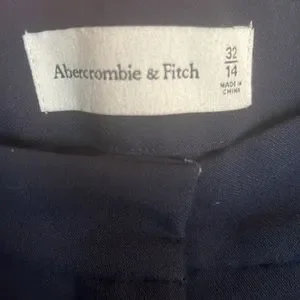 Abercrombie & Fitch
32
14
MADE IN
CHINA